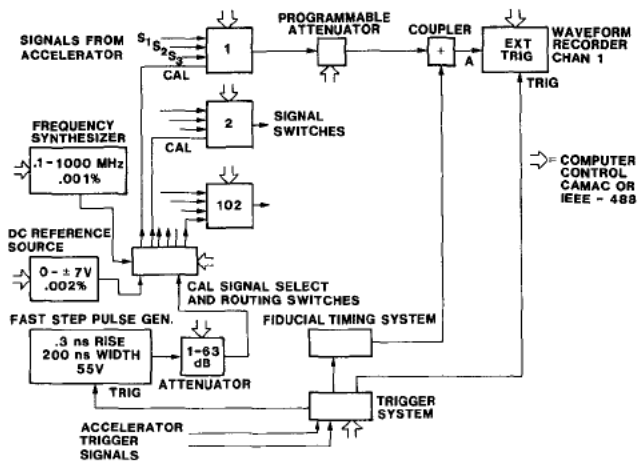 SIGNALS FROM
ACCELERATOR
S1
S2
S3
CAL
1
PROGRAMMABLE
ATTENUATOR
COUPLER
+
A
EXT
TRIG
WAVEFORM
RECORDER
CHAN 1
TRIG
2
CAL
SIGNAL
SWITCHES
FREQUENCY
SYNTHESIZER
.1-1000 MHz
.001%
102
= COMPUTER
CONTROL
CAMAC OR
IEEE - 488
DC REFERENCE
SOURCE
0 - ± 7V
.002%
CAL SIGNAL SELECT
AND ROUTING SWITCHES
FAST STEP PULSE GEN.
.3 ns RISE
200 ns WIDTH
55V
TRIG
1-63
dB
ATTENUATOR
FIDUCIAL TIMING SYSTEM
TRIGGER
SYSTEM
ACCELERATOR
TRIGGER
SIGNALS